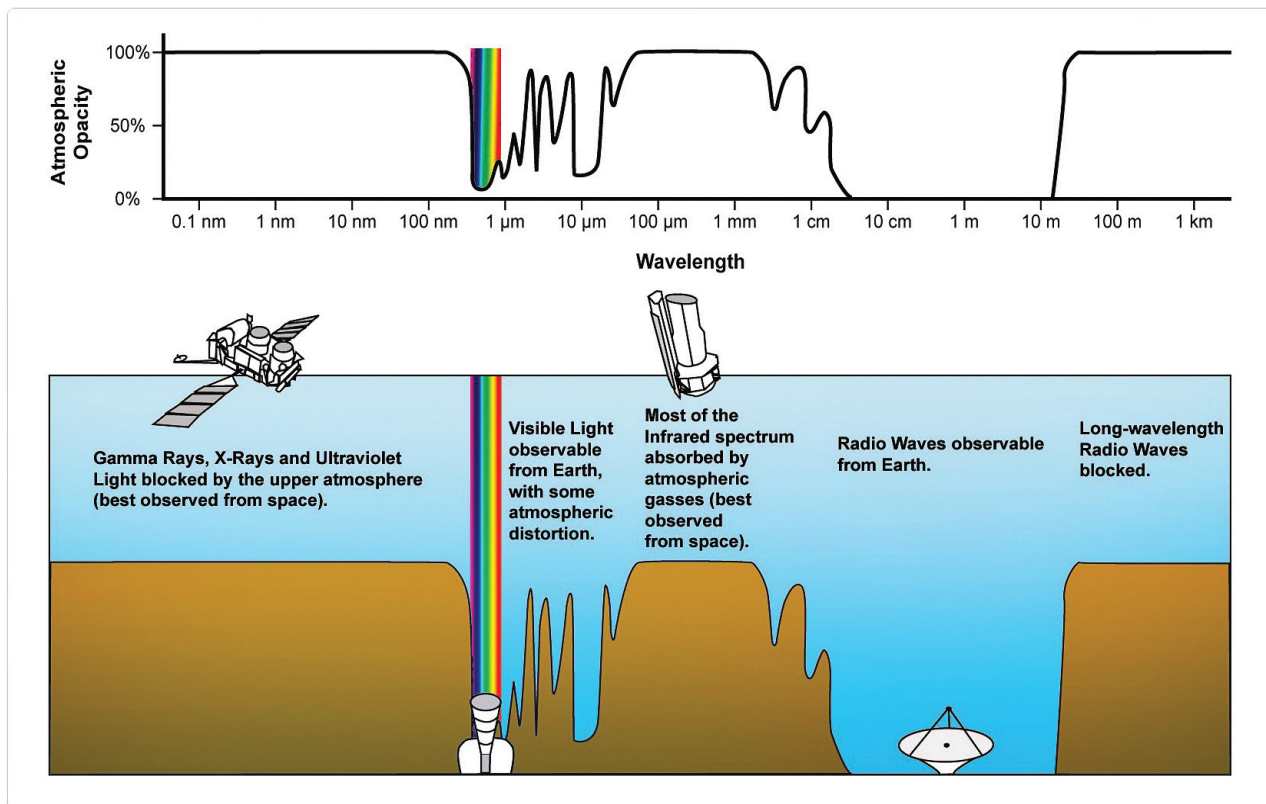 Atmospheric
Opacity
100%
50%
0%
0.1 nm
1 nm
10 nm
100 nm
1 µm
10 µm
100 µm
1 mm
1 cm
10 cm
1 m
10 m
100 m
1 km
Wavelength
Gamma Rays, X-Rays and Ultraviolet
Light blocked by the upper atmosphere
(best observed from space).
Visible Light
observable
from Earth,
with some
atmospheric
distortion.
Most of the
Infrared spectrum
absorbed by
atmospheric
gasses (best
observed
from space).
Radio Waves observable
from Earth.
Long-wavelength
Radio Waves
blocked.